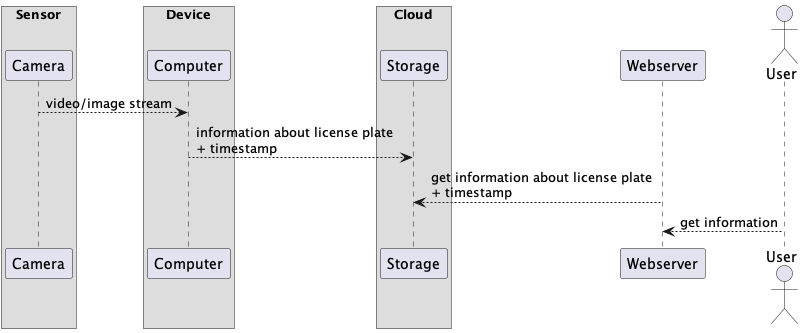 Sensor
Device
Cloud
Camera
Computer
Storage
Webserver
User
video/image stream
information about license plate
+ timestamp
get information about license plate
+ timestamp
get information
Camera
Computer
Storage
Webserver
User